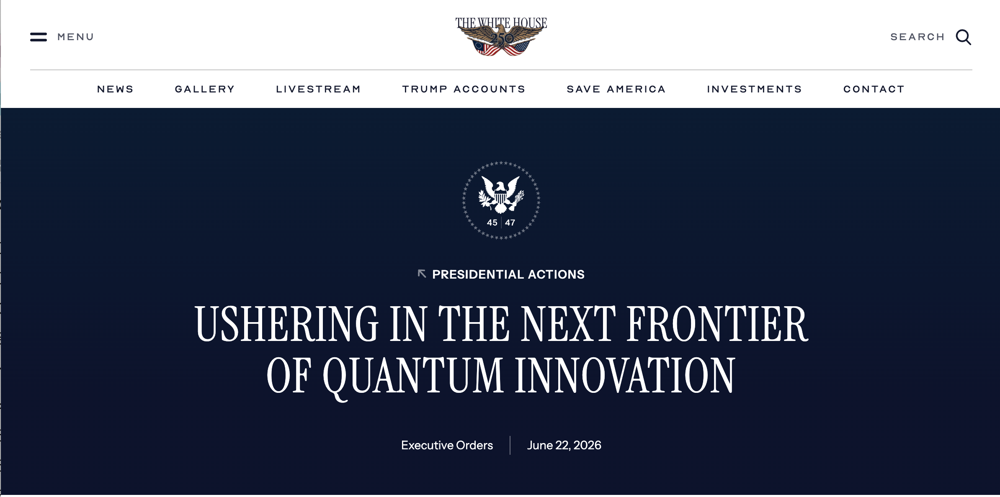 MENU
THE WHITE HOUSE
250
SEARCH
NEWS GALLERY LIVESTREAM TRUMP ACCOUNTS SAVE AMERICA INVESTMENTS CONTACT
45 47
PRESIDENTIAL ACTIONS
USHERING IN THE NEXT FRONTIER
OF QUANTUM INNOVATION
Executive Orders June 22, 2026